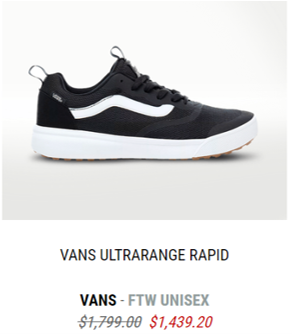 VANS ULTRARANGE RAPID
VANS - FTW UNISEX
$1,799.00 $1,439.20